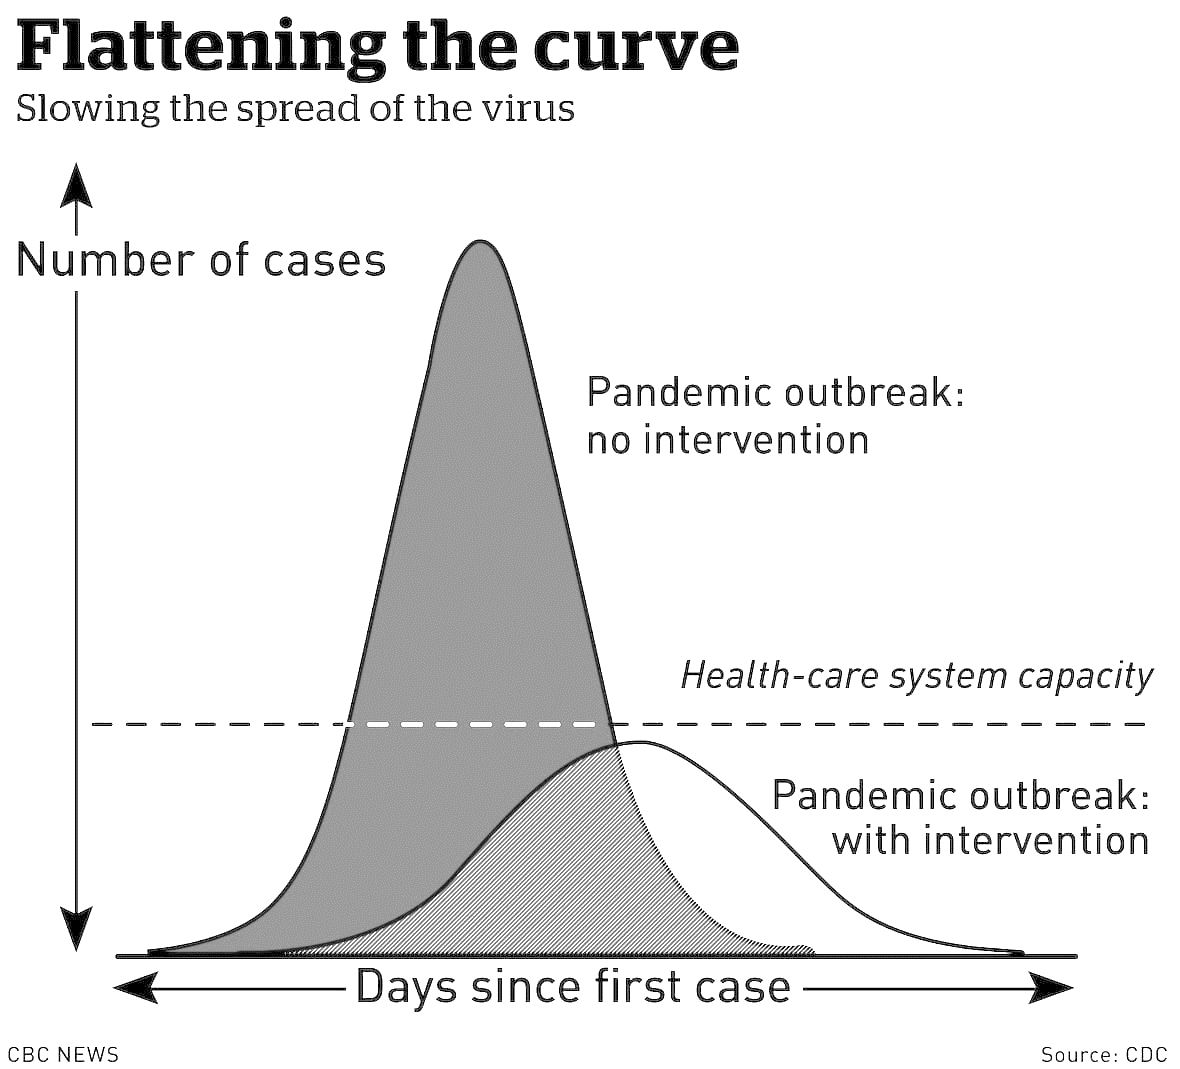 Flattening the curve
Slowing the spread of the virus
Number of cases
Pandemic outbreak:
no intervention
Health-care system capacity
Pandemic outbreak:
with intervention
Days since first case
CBC NEWS
Source: CDC